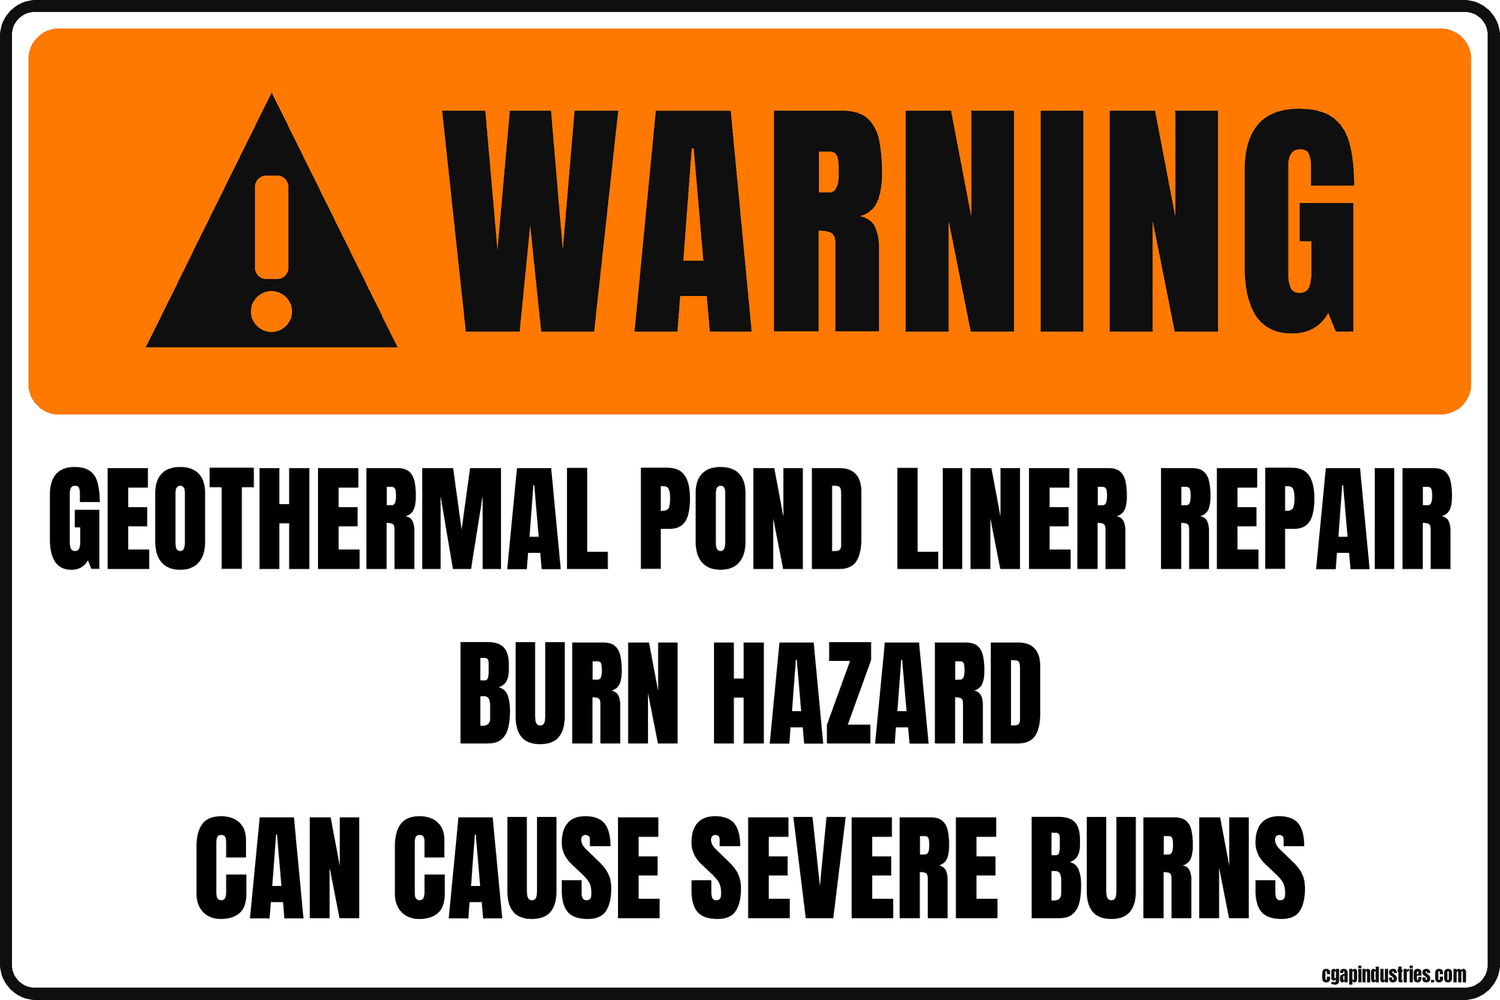 WARNING
GEOTHERMAL POND LINER REPAIR
BURN HAZARD
CAN CAUSE SEVERE BURNS
cgapindustries.com